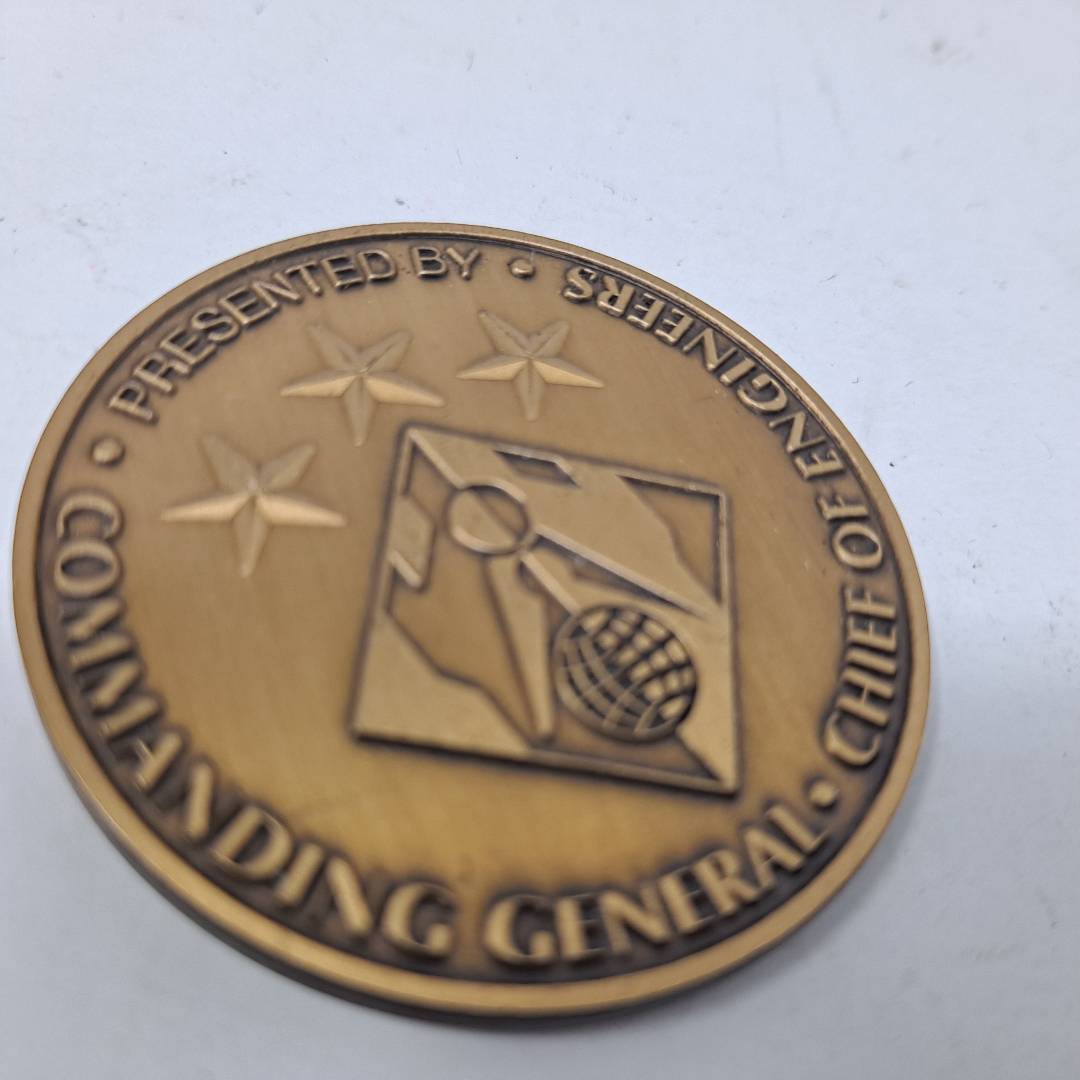 • PRESENTED BY •
COMMANDING GENERAL • CHIEF OF ENGINEERS